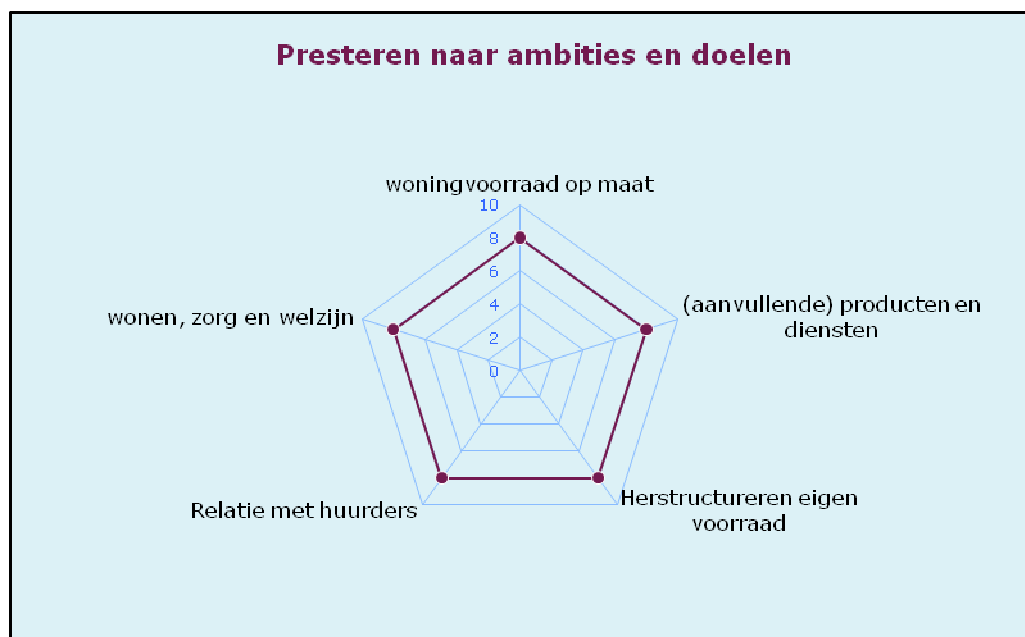 Presteren naar ambities en doelen
woningvoorraad op maat
10
8
6
4
2
0
(aanvullende) producten en
diensten
Herstructureren eigen
voorraad
Relatie met huurders
wonen, zorg en welzijn